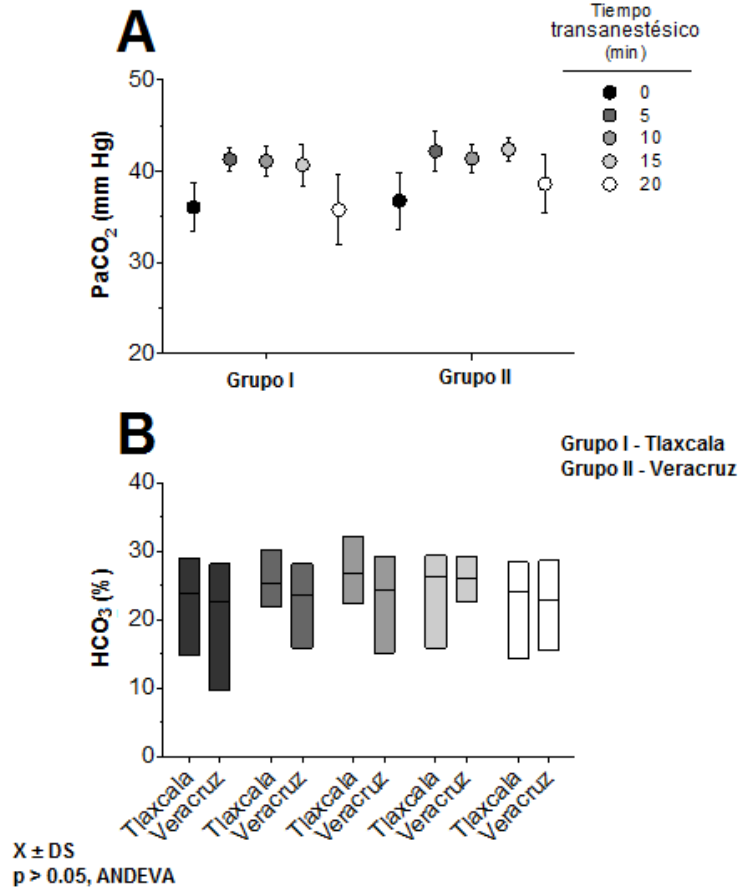 A
Tiempo
transanestésico
(min)
0
5
10
15
20
PaCO2 (mm Hg)
50
40
30
20
Grupo I
Grupo II
B
Grupo I - Tlaxcala
Grupo II - Veracruz
HCO3 (%)
40
30
20
10
0
Tlaxcala
Veracruz
Tlaxcala
Veracruz
Tlaxcala
Veracruz
Tlaxcala
Veracruz
Tlaxcala
Veracruz
X ± DS
p > 0.05, ANDEVA